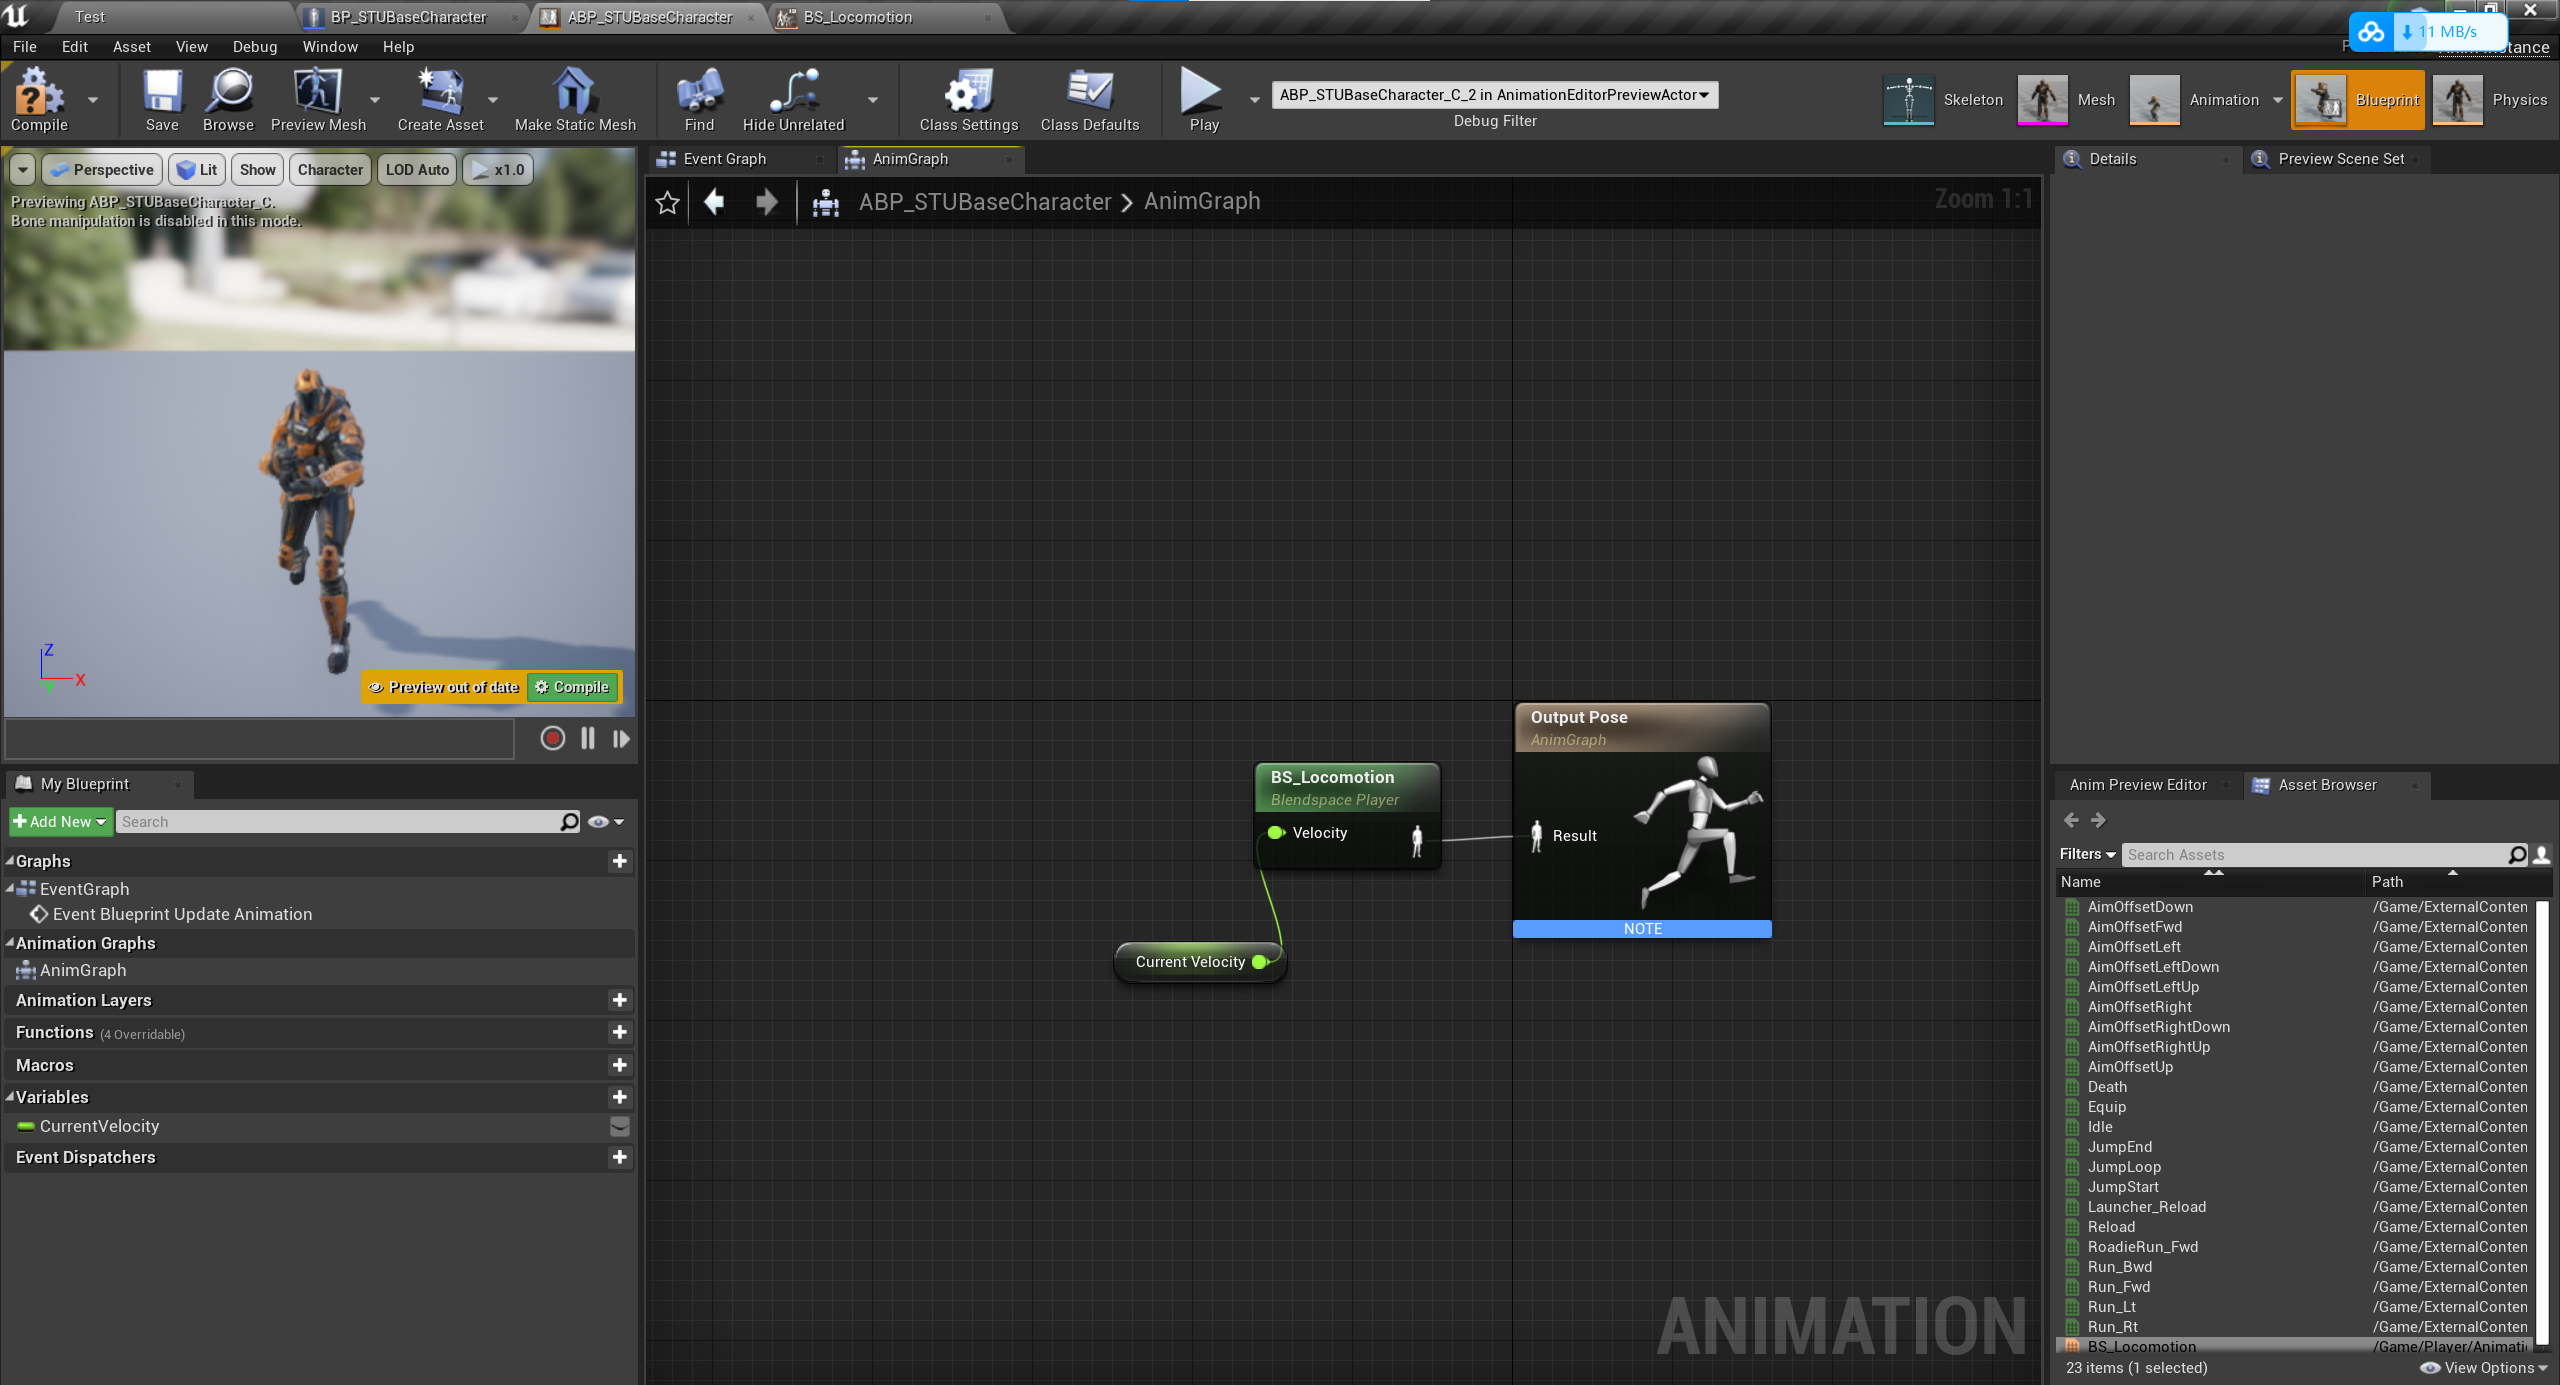 Test
BP_STUBaseCharacter
ABP_STUBaseCharacter
BS_Locomotion
11 MB/s
File Edit Asset View Debug Window Help
Compile
Save
Browse
Preview Mesh
Create Asset
Make Static Mesh
Find
Hide Unrelated
Class Settings
Class Defaults
Play
ABP_STUBaseCharacter_C_2 in AnimationEditorPreviewActor
Debug Filter
Skeleton
Mesh
Animation
Blueprint
Physics
Perspective
Lit
Show
Character
LOD Auto
x1.0
Previewing ABP_STUBaseCharacter_C.
Bone manipulation is disabled in this mode.
Z
X
Y
Preview out of date
Compile
My Blueprint
Add New
Search
Graphs
EventGraph
Event Blueprint Update Animation
Animation Graphs
AnimGraph
Animation Layers
Functions (4 Overridable)
Macros
Variables
CurrentVelocity
Event Dispatchers
Event Graph
AnimGraph
ABP_STUBaseCharacter > AnimGraph
Zoom 1:1
Output Pose
AnimGraph
Result
NOTE
BS_Locomotion
Blendspace Player
Velocity
Current Velocity
ANIMATION
Details
Preview Scene Set
Anim Preview Editor
Asset Browser
Filters
Search Assets
Name Path
AimOffsetDown /Game/ExternalConten
AimOffsetFwd /Game/ExternalConten
AimOffsetLeft /Game/ExternalConten
AimOffsetLeftDown /Game/ExternalConten
AimOffsetLeftUp /Game/ExternalConten
AimOffsetRight /Game/ExternalConten
AimOffsetRightDown /Game/ExternalConten
AimOffsetRightUp /Game/ExternalConten
AimOffsetUp /Game/ExternalConten
Death /Game/ExternalConten
Equip /Game/ExternalConten
Idle /Game/ExternalConten
JumpEnd /Game/ExternalConten
JumpLoop /Game/ExternalConten
JumpStart /Game/ExternalConten
Launcher_Reload /Game/ExternalConten
Reload /Game/ExternalConten
RoadieRun_Fwd /Game/ExternalConten
Run_Bwd /Game/ExternalConten
Run_Fwd /Game/ExternalConten
Run_Lt /Game/ExternalConten
Run_Rt /Game/ExternalConten
BS_Locomotion /Game/Player/Animati
23 items (1 selected)
View Options